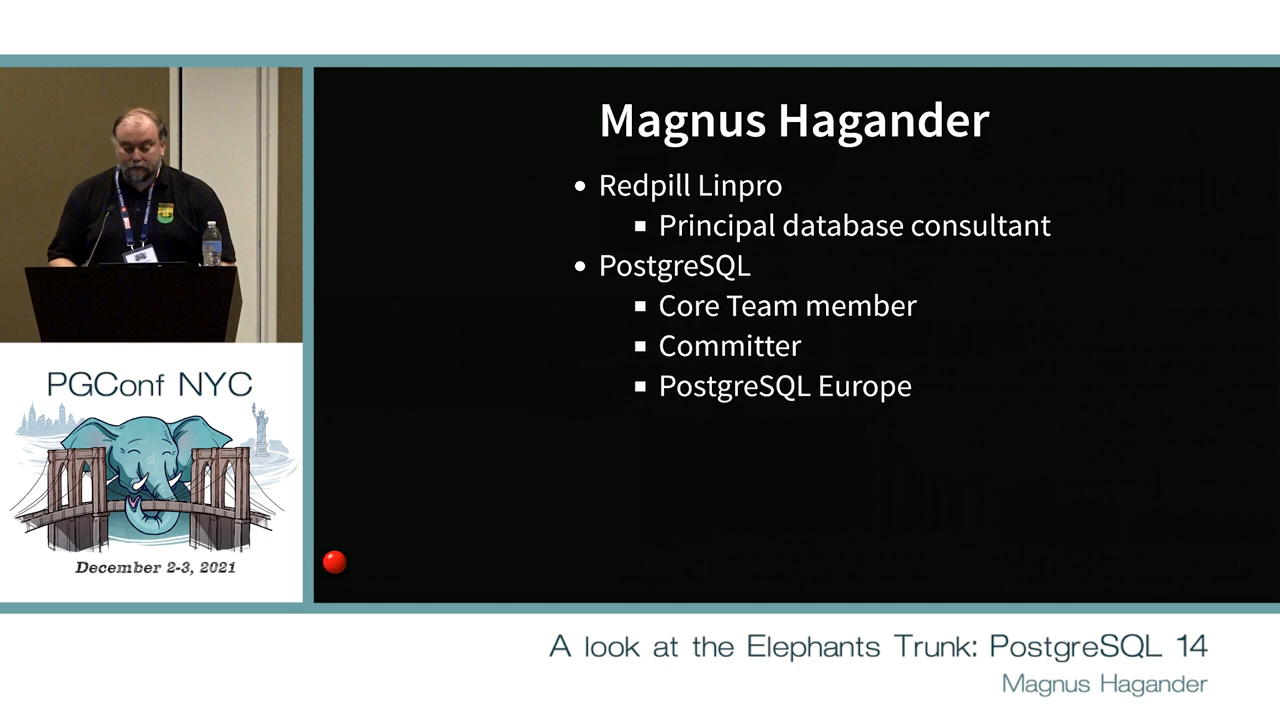 Magnus Hagander
Redpill Linpro
Principal database consultant
PostgreSQL
Core Team member
Committer
PostgreSQL Europe
PGConf NYC
December 2-3, 2021
A look at the Elephants Trunk: PostgreSQL 14
Magnus Hagander